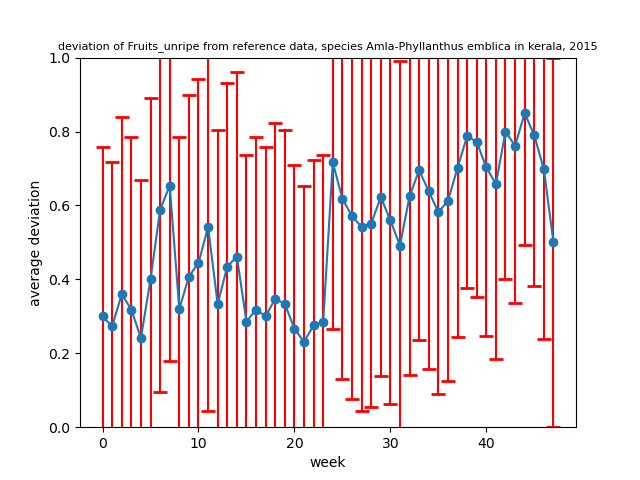 deviation of Fruits_unripe from reference data, species Amla-Phyllanthus emblica in kerala, 2015
1.0
0.8
0.6
0.4
0.2
0.0
average deviation
0 10 20 30 40
week